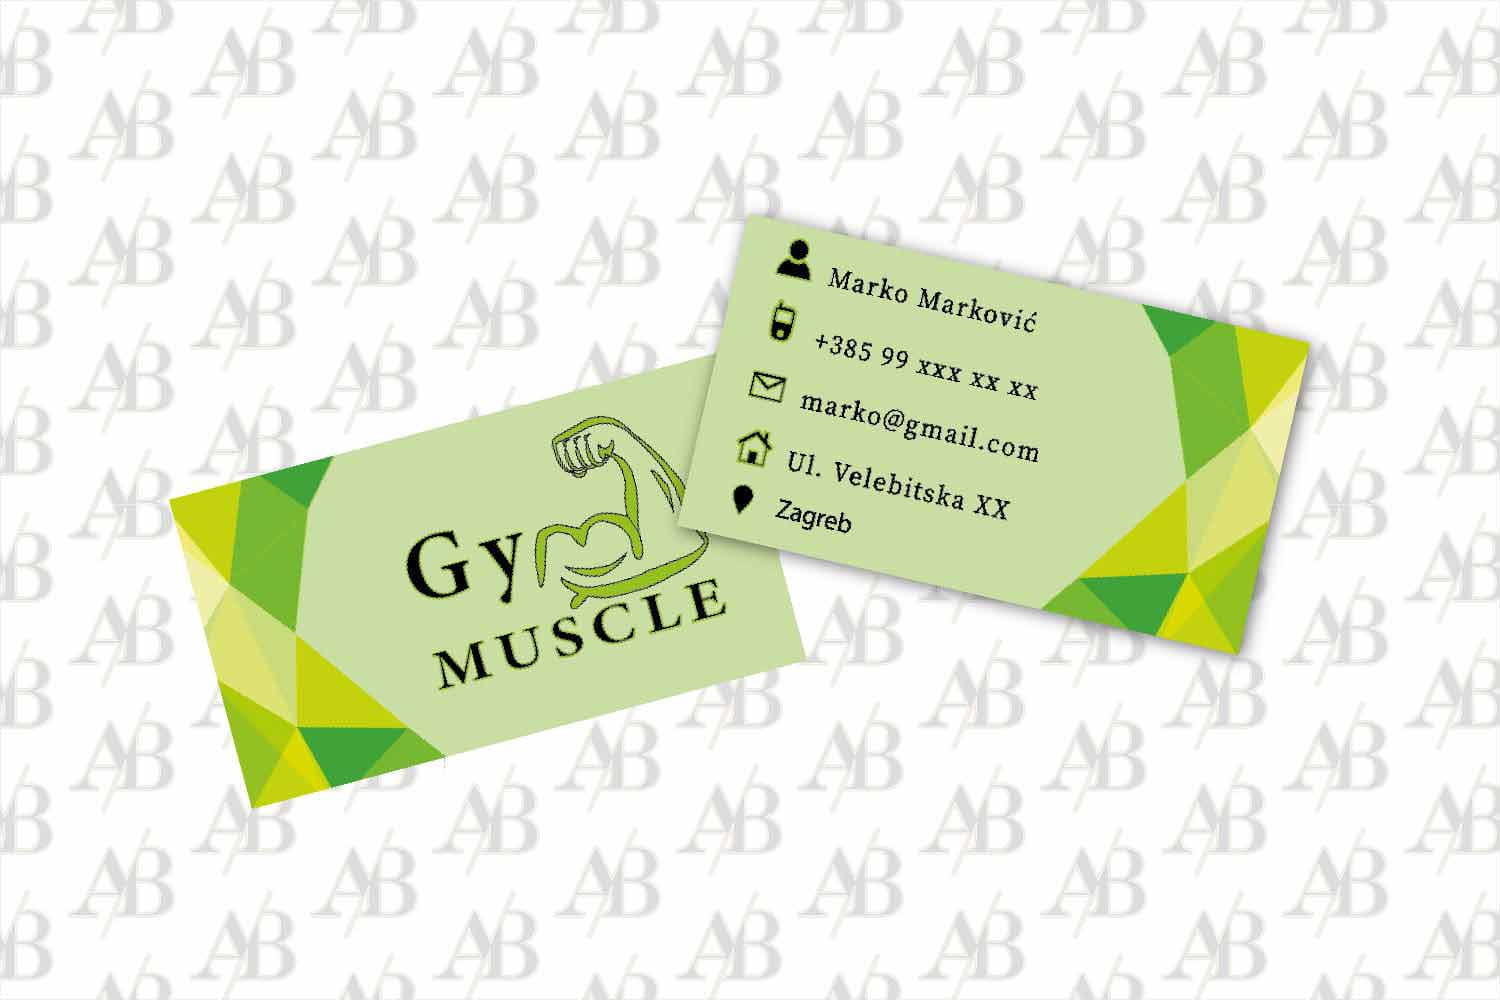 Gy
MUSCLE
Marko Marković
+385 99 xxx xx xx
marko@gmail.com
Ul. Velebitska XX
Zagreb
A/B